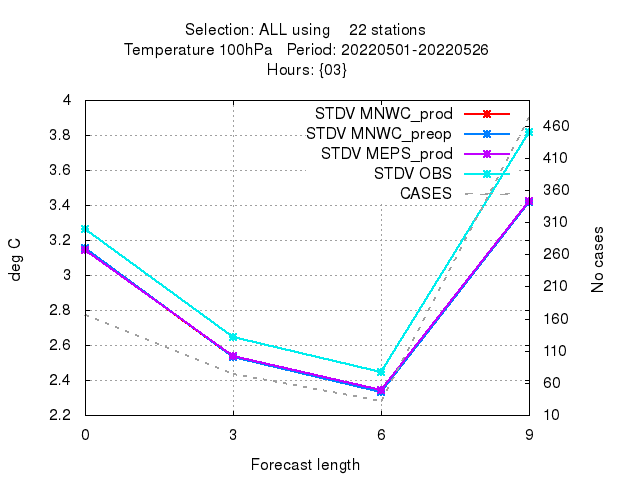 Selection: ALL using    22 stations
Temperature 100hPa   Period: 20220501-20220526
Hours: {03}
STDV MNWC_prod
STDV MNWC_preop
STDV MEPS_prod
STDV OBS
CASES
deg C
4
3.8
3.6
3.4
3.2
3
2.8
2.6
2.4
2.2
460
410
360
310
260
210
160
110
60
10
No cases
0 3 6 9
Forecast length